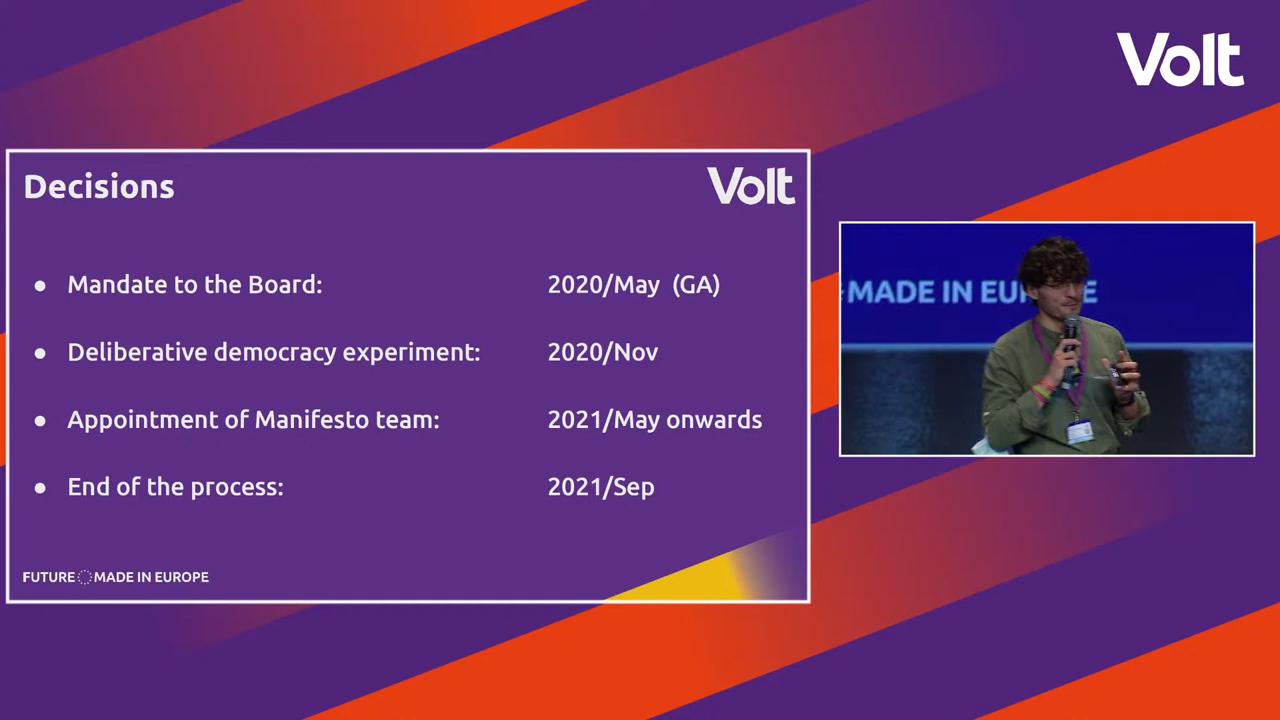 Volt
Decisions
Volt
● Mandate to the Board: 2020/May (GA)
● Deliberative democracy experiment: 2020/Nov
● Appointment of Manifesto team: 2021/May onwards
● End of the process: 2021/Sep
FUTURE MADE IN EUROPE
MADE IN EUROPE